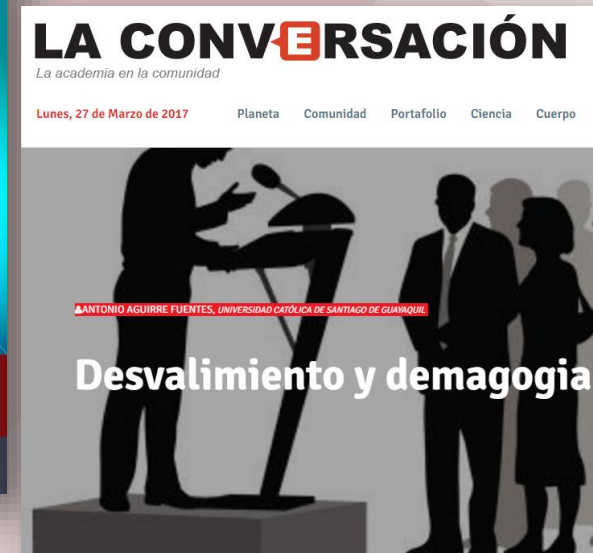 LA CONVERSACIÓN
La academia en la comunidad
Lunes, 27 de Marzo de 2017 Planeta Comunidad Portafolio Ciencia Cuerpo
ANTONIO AGUIRRE FUENTES, UNIVERSIDAD CATÓLICA DE SANTIAGO DE GUAYAQUIL
Desvalimiento y demagogia